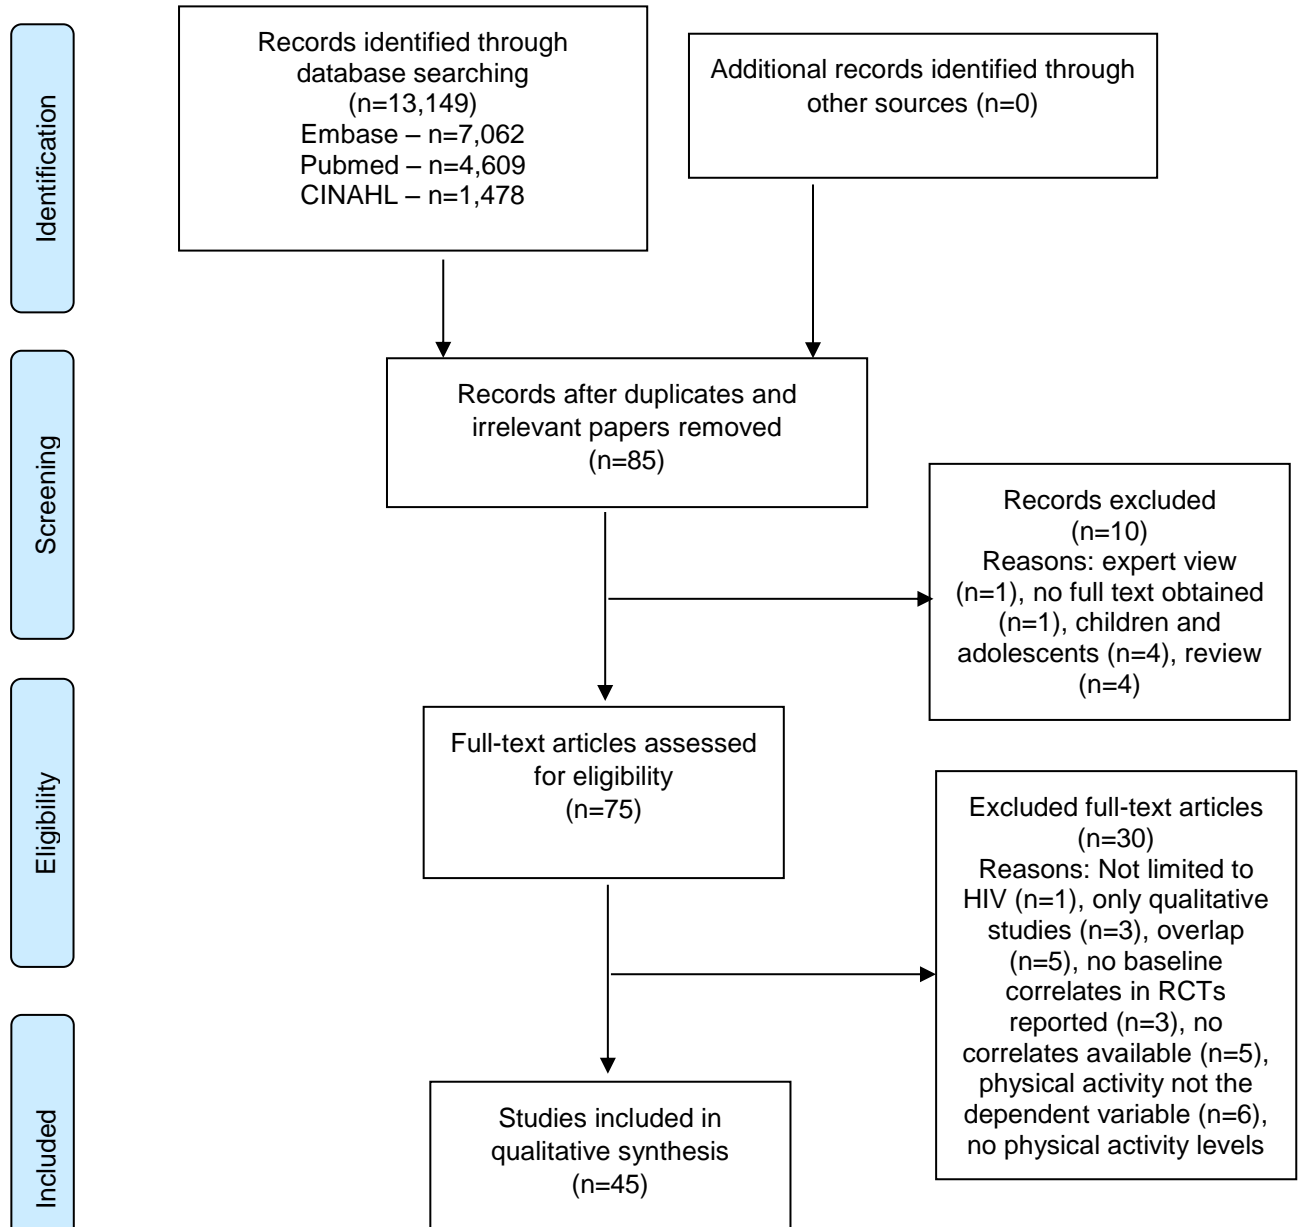 Identification
Records identified through
database searching
(n=13,149)
Embase – n=7,062
Pubmed – n=4,609
CINAHL – n=1,478
Additional records identified through
other sources (n=0)
Screening
Records after duplicates and
irrelevant papers removed
(n=85)
Records excluded
(n=10)
Reasons: expert view
(n=1), no full text obtained
(n=1), children and
adolescents (n=4), review
(n=4)
Eligibility
Full-text articles assessed
for eligibility
(n=75)
Excluded full-text articles
(n=30)
Reasons: Not limited to
HIV (n=1), only qualitative
studies (n=3), overlap
(n=5), no baseline
correlates in RCTs
reported (n=3), no
correlates available (n=5),
physical activity not the
dependent variable (n=6),
no physical activity levels
Included
Studies included in
qualitative synthesis
(n=45)